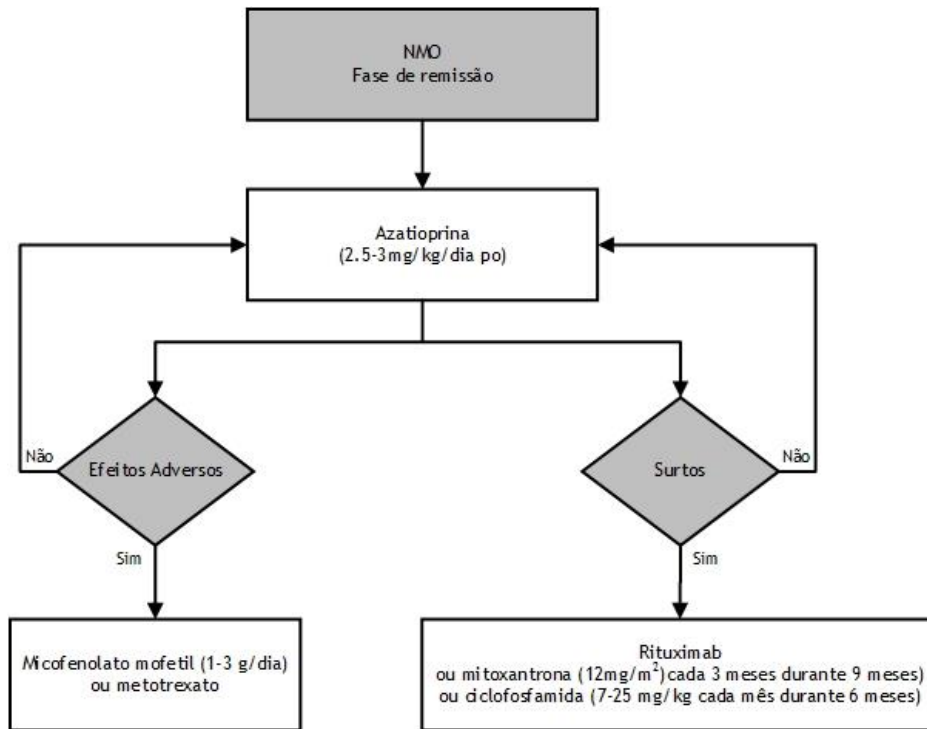 NMO
Fase de remissão
Azatioprina
(2.5-3mg/kg/dia po)
Não
Efeitos Adversos
Surtos
Não
Sim
Sim
Micofenolato mofetil (1-3 g/dia)
ou metotrexato
Rituximab
ou mitoxantrona (12mg/m²)cada 3 meses durante 9 meses)
ou ciclofosfamida (7-25 mg/kg cada mês durante 6 meses)